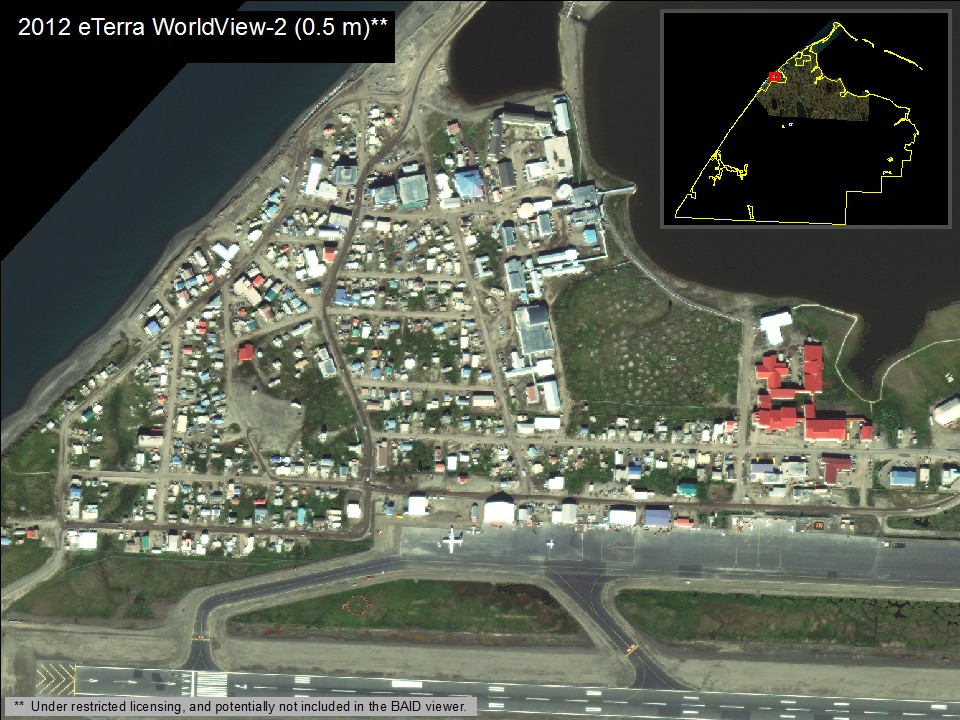 2012 eTerra WorldView-2 (0.5 m)**
** Under restricted licensing, and potentially not included in the BAID viewer.